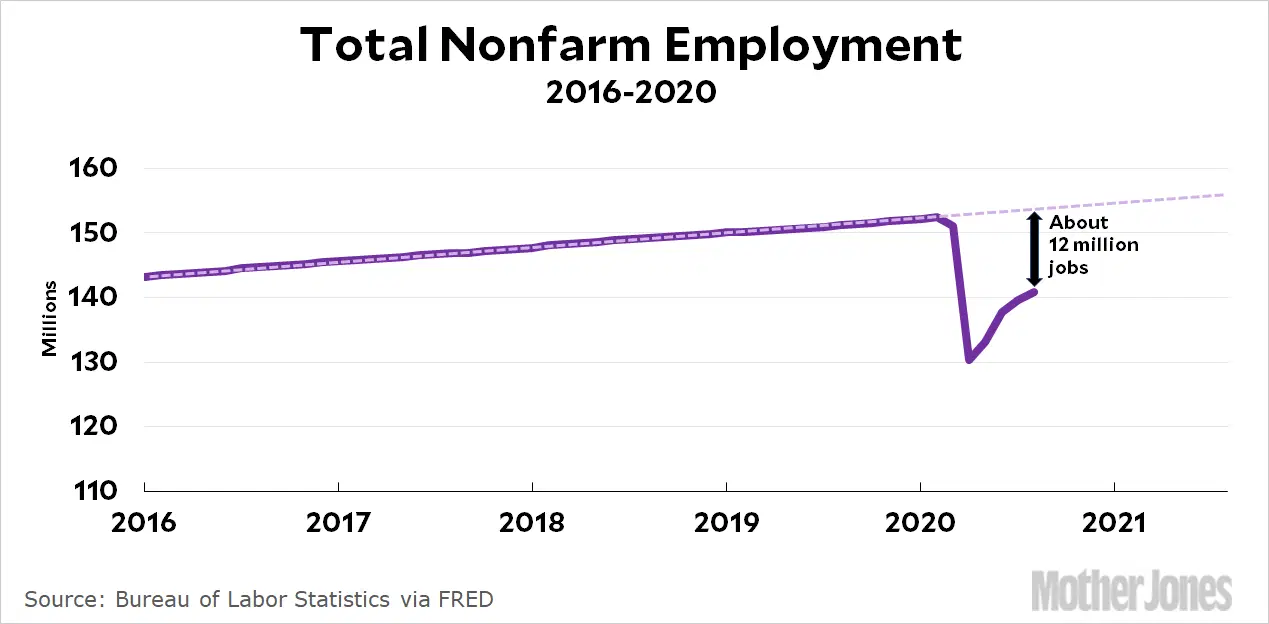 Total Nonfarm Employment
2016-2020
160
150
140
130
120
110
Millions
About
12 million
jobs
2016 2017 2018 2019 2020 2021
Source: Bureau of Labor Statistics via FRED
Mother Jones